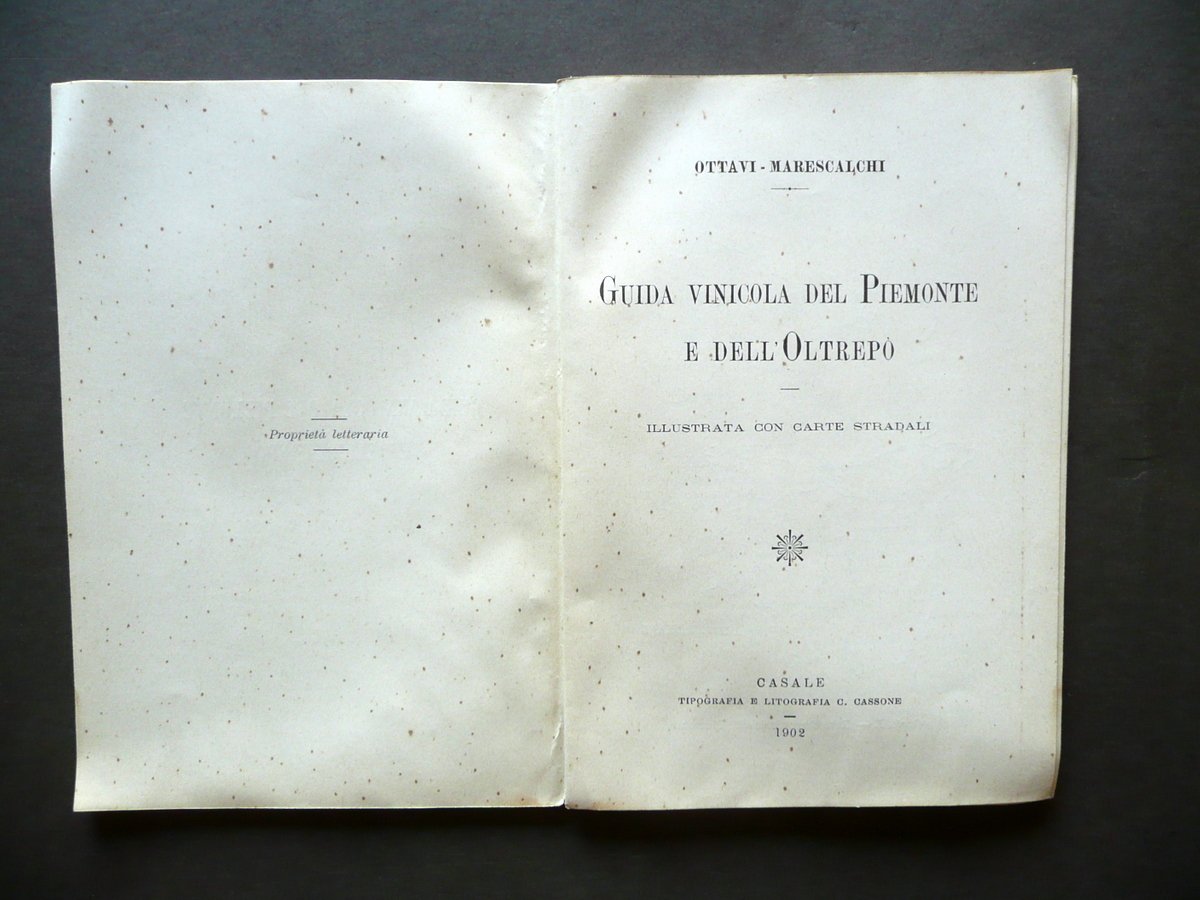 Proprietà letteraria
OTTAVI - MARESCALCHI
GUIDA VINICOLA DEL PIEMONTE
E DELL'OLTREPÒ
ILLUSTRATA CON CARTE STRADALI
CASALE
TIPOGRAFIA E LITOGRAFIA C. CASSONE
1902